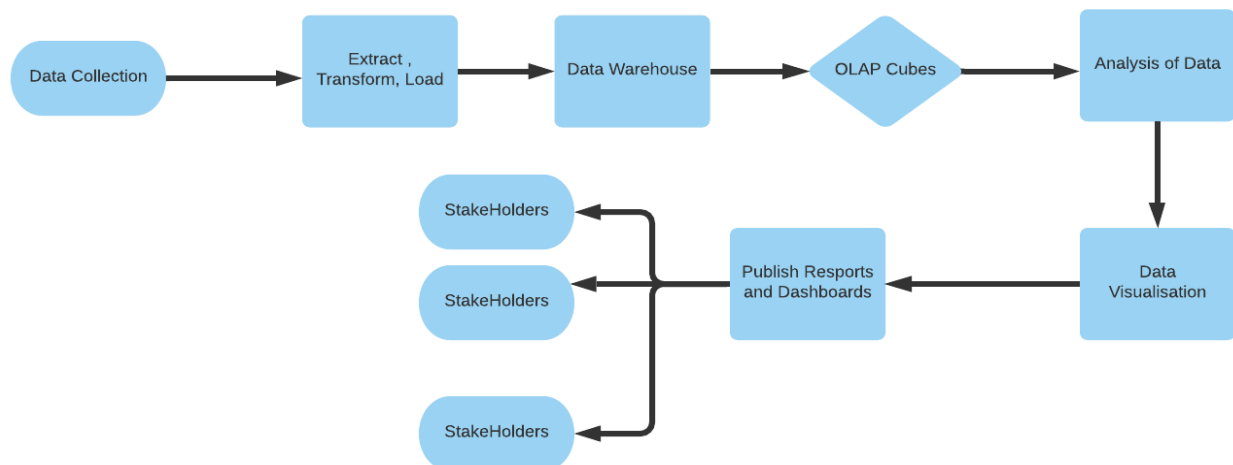 Data Collection
Extract ,
Transform, Load
Data Warehouse
OLAP Cubes
Analysis of Data
Data
Visualisation
Publish Resports
and Dashboards
StakeHolders
StakeHolders
StakeHolders